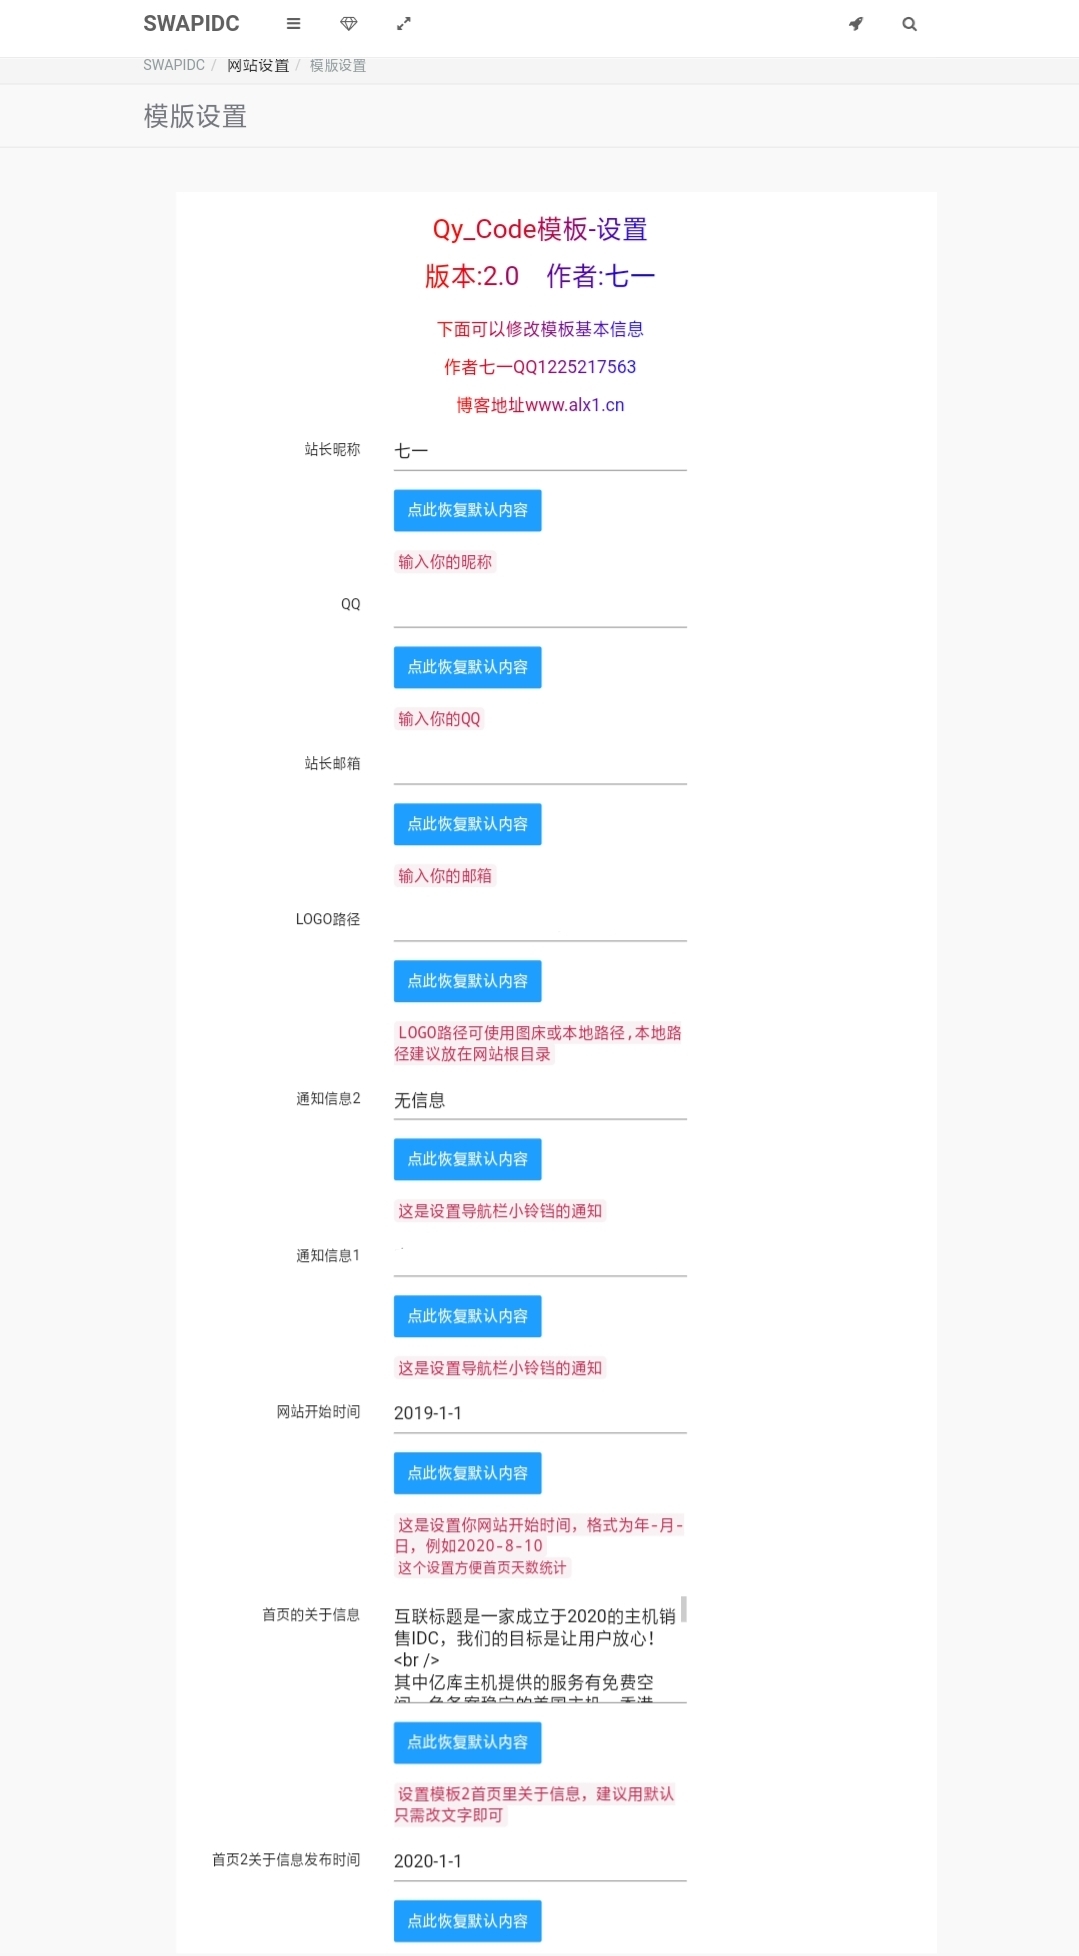 SWAPIDC
SWAPIDC / 网站设置 / 模版设置
模版设置
Qy_Code模板-设置
版本:2.0 作者:七一
下面可以修改模板基本信息
作者七一QQ1225217563
博客地址www.alx1.cn
站长昵称 七一
点此恢复默认内容
输入你的昵称
QQ
点此恢复默认内容
输入你的QQ
站长邮箱
点此恢复默认内容
输入你的邮箱
LOGO路径
点此恢复默认内容
LOGO路径可使用图床或本地路径,本地路
径建议放在网站根目录
通知信息2 无信息
点此恢复默认内容
这是设置导航栏小铃铛的通知
通知信息1
点此恢复默认内容
这是设置导航栏小铃铛的通知
网站开始时间 2019-1-1
点此恢复默认内容
这是设置你网站开始时间，格式为年-月-
日，例如2020-8-10
这个设置方便首页天数统计
首页的关于信息 互联标题是一家成立于2020的主机销
售IDC，我们的目标是让用户放心！
<br />
其中亿库主机提供的服务有免费空
点此恢复默认内容
设置模板2首页里关于信息，建议用默认
只需改文字即可
首页2关于信息发布时间 2020-1-1
点此恢复默认内容